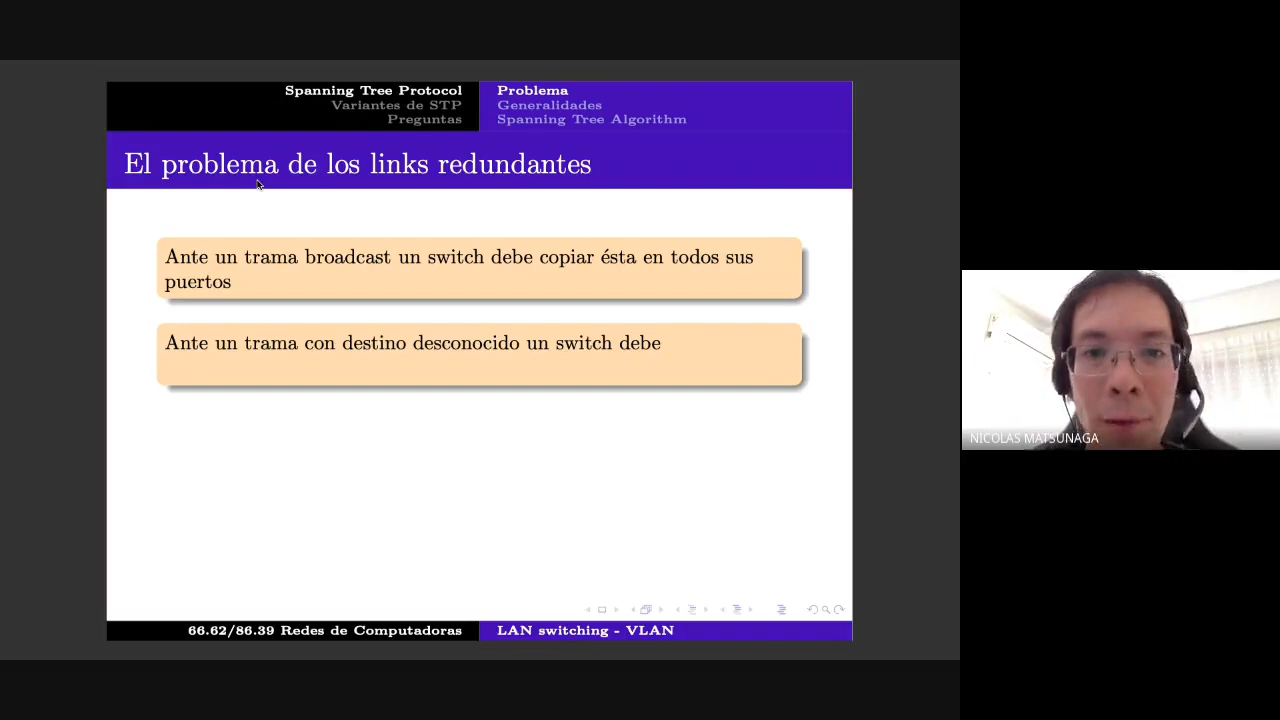 Spanning Tree Protocol
Variantes de STP
Preguntas
Problema
Generalidades
Spanning Tree Algorithm
El problema de los links redundantes
Ante un trama broadcast un switch debe copiar ésta en todos sus
puertos
Ante un trama con destino desconocido un switch debe
66.62/86.39 Redes de Computadoras
LAN switching - VLAN
NICOLAS MATSUNAGA